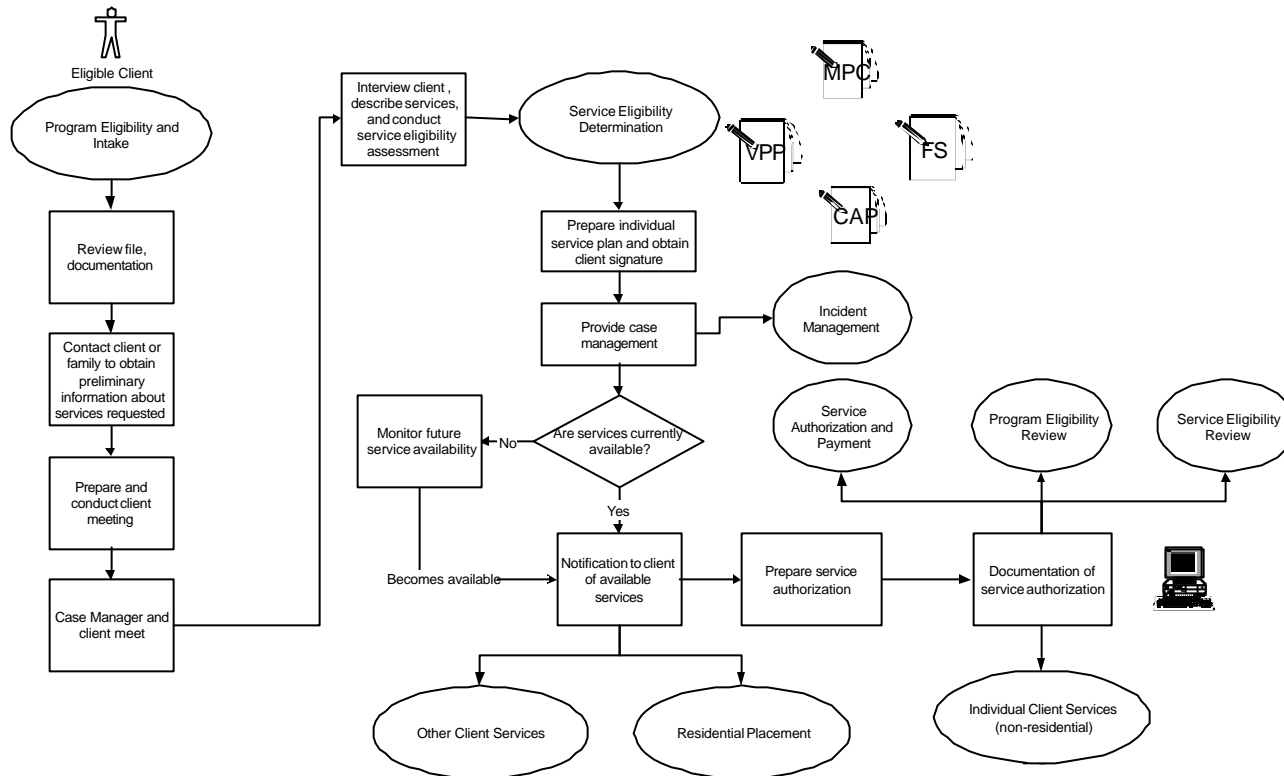 Eligible Client
Program Eligibility and
Intake
Review file,
documentation
Contact client or
family to obtain
preliminary
information about
services requested
Prepare and
conduct client
meeting
Case Manager and
client meet
Interview client ,
describe services,
and conduct
service eligibility
assessment
Service Eligibility
Determination
MPC
VPP
FS
CAP
Prepare individual
service plan and obtain
client signature
Provide case
management
Incident
Management
Are services currently
available?
No
Monitor future
service availability
Becomes available
Yes
Notification to client
of available
services
Prepare service
authorization
Documentation of
service authorization
Service
Authorization and
Payment
Program Eligibility
Review
Service Eligibility
Review
Other Client Services
Residential Placement
Individual Client Services
(non-residential)